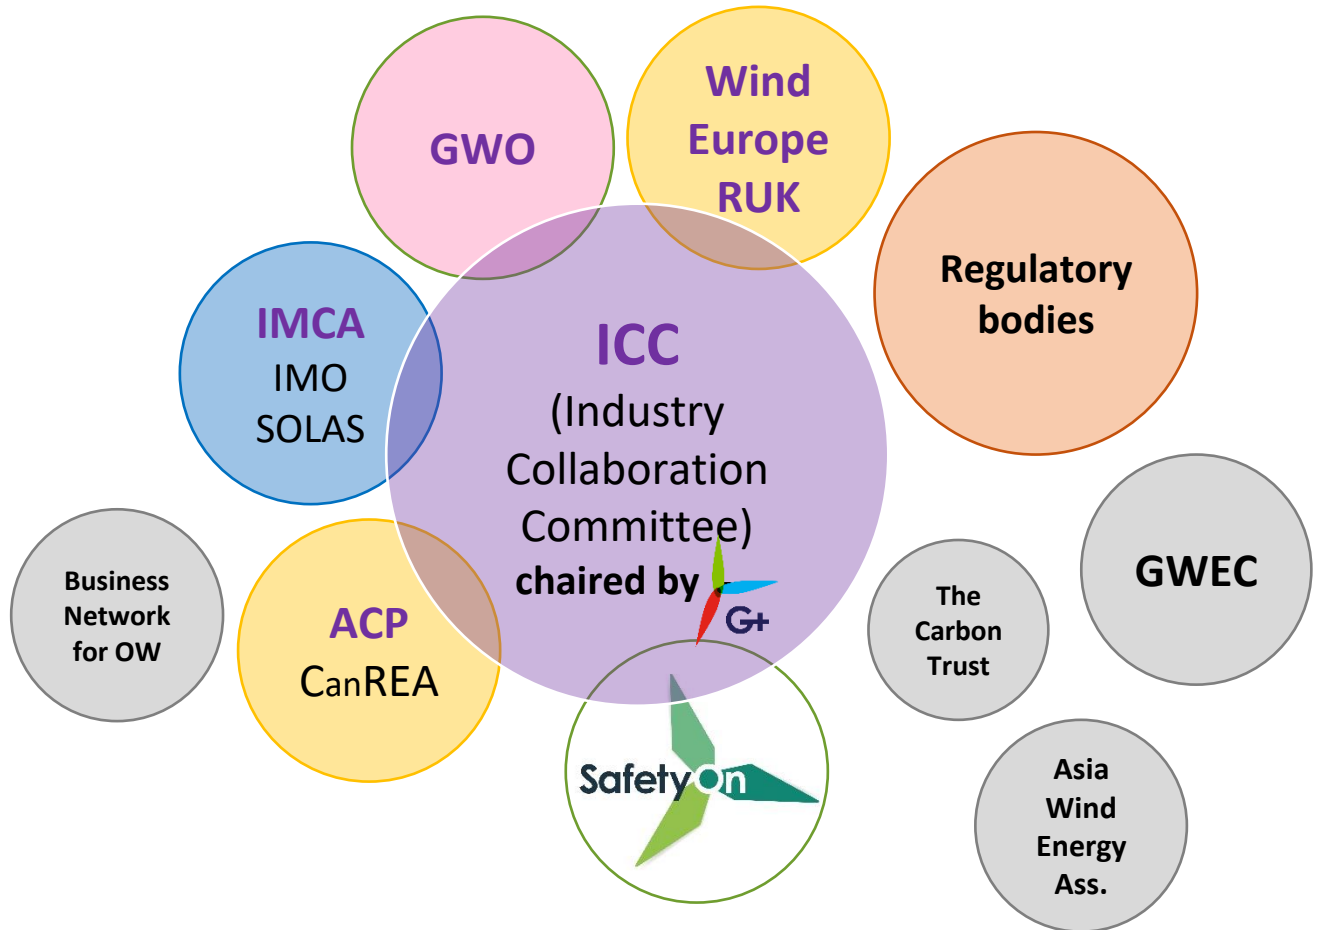 GWO
Wind
Europe
RUK
Regulatory
bodies
IMCA
IMO
SOLAS
ICC
(Industry
Collaboration
Committee)
chaired by
G+
Business
Network
for OW
ACP
CanREA
SafetyOn
The
Carbon
Trust
GWEC
Asia
Wind
Energy
Ass.